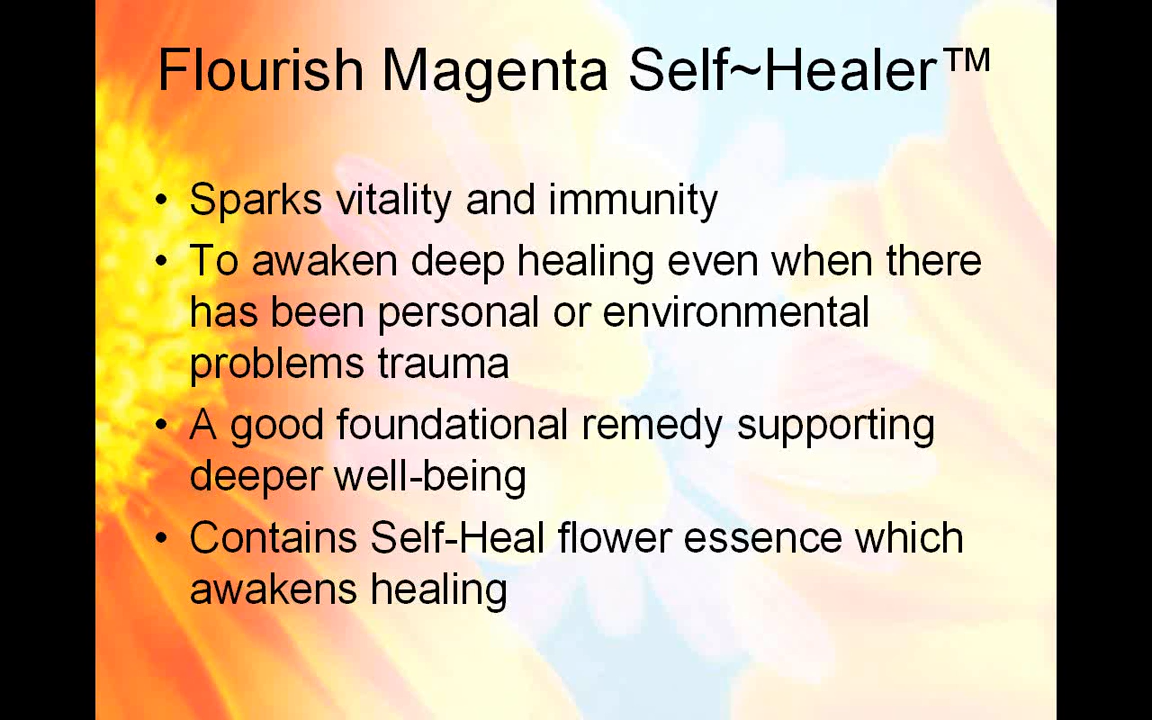 Flourish Magenta Self~Healer™
• Sparks vitality and immunity
• To awaken deep healing even when there
has been personal or environmental
problems trauma
• A good foundational remedy supporting
deeper well-being
• Contains Self-Heal flower essence which
awakens healing